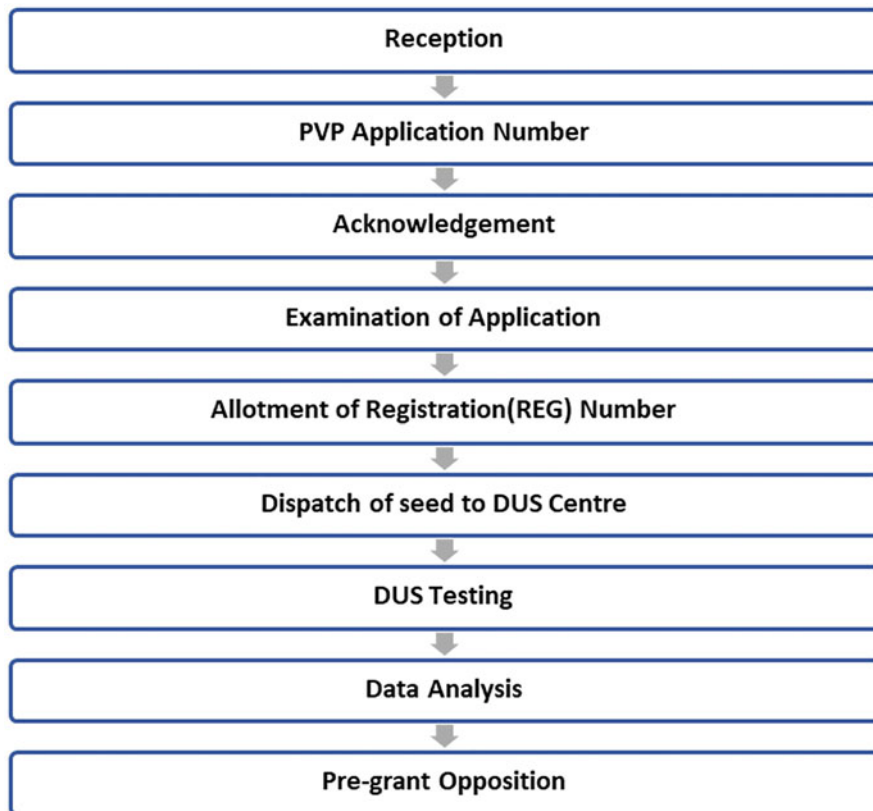 Reception
PVP Application Number
Acknowledgement
Examination of Application
Allotment of Registration(REG) Number
Dispatch of seed to DUS Centre
DUS Testing
Data Analysis
Pre-grant Opposition